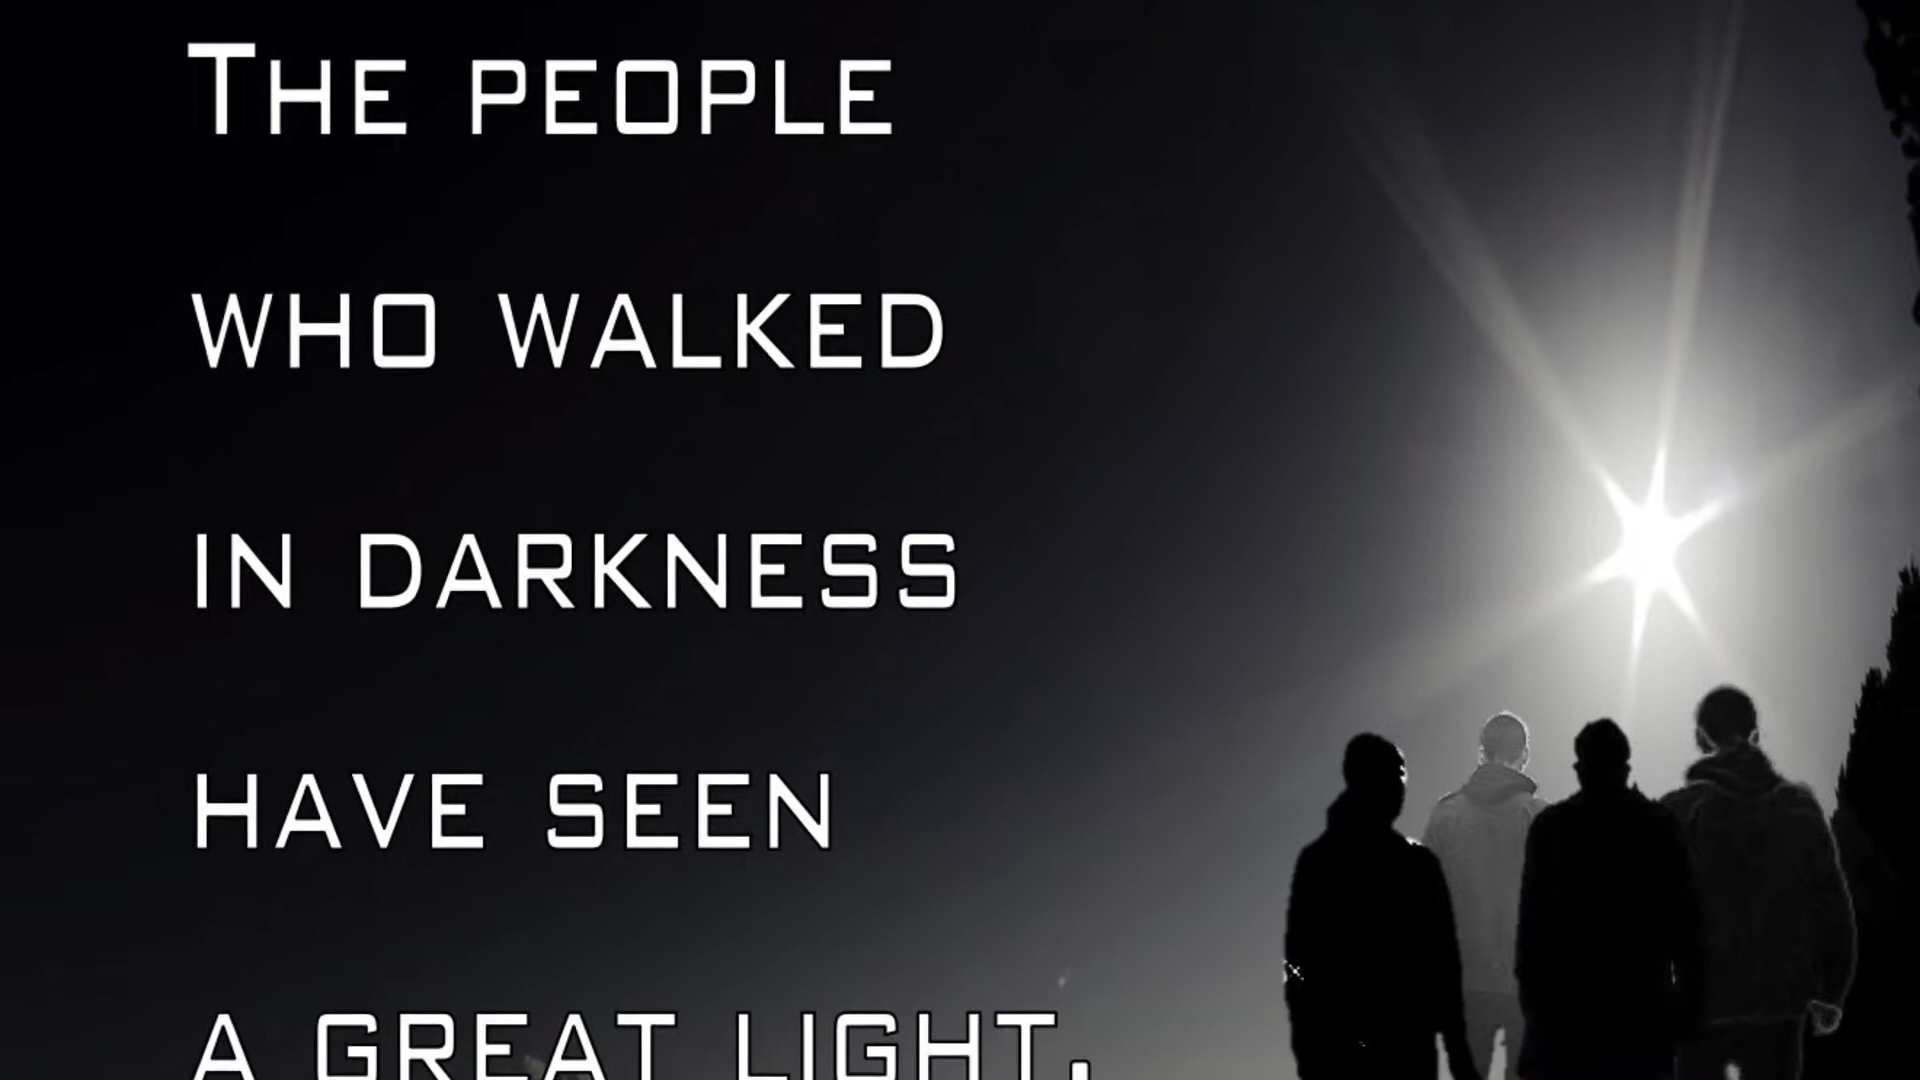 The people
who walked
in darkness
have seen
a great light.